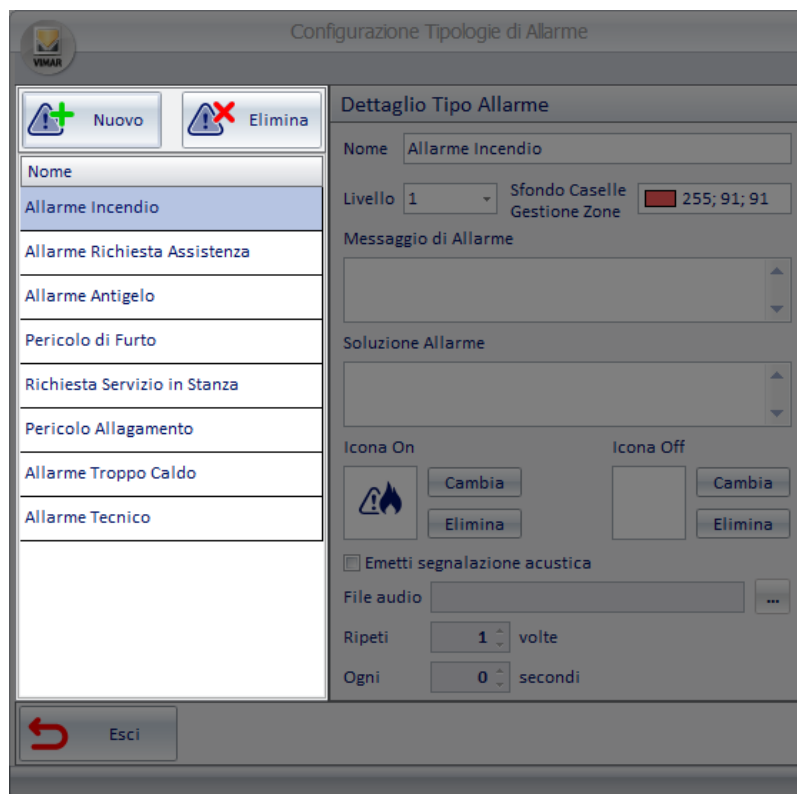 Configurazione Tipologie di Allarme
VIMAR
Nuovo
Elimina
Nome
Allarme Incendio
Allarme Richiesta Assistenza
Allarme Antigelo
Pericolo di Furto
Richiesta Servizio in Stanza
Pericolo Allagamento
Allarme Troppo Caldo
Allarme Tecnico
Dettaglio Tipo Allarme
Nome Allarme Incendio
Livello 1 Sfondo Caselle Gestione Zone 255; 91; 91
Messaggio di Allarme
Soluzione Allarme
Icona On Icona Off
Cambia Cambia
Elimina Elimina
Emetti segnalazione acustica
File audio ...
Ripeti 1 volte
Ogni 0 secondi
Esci